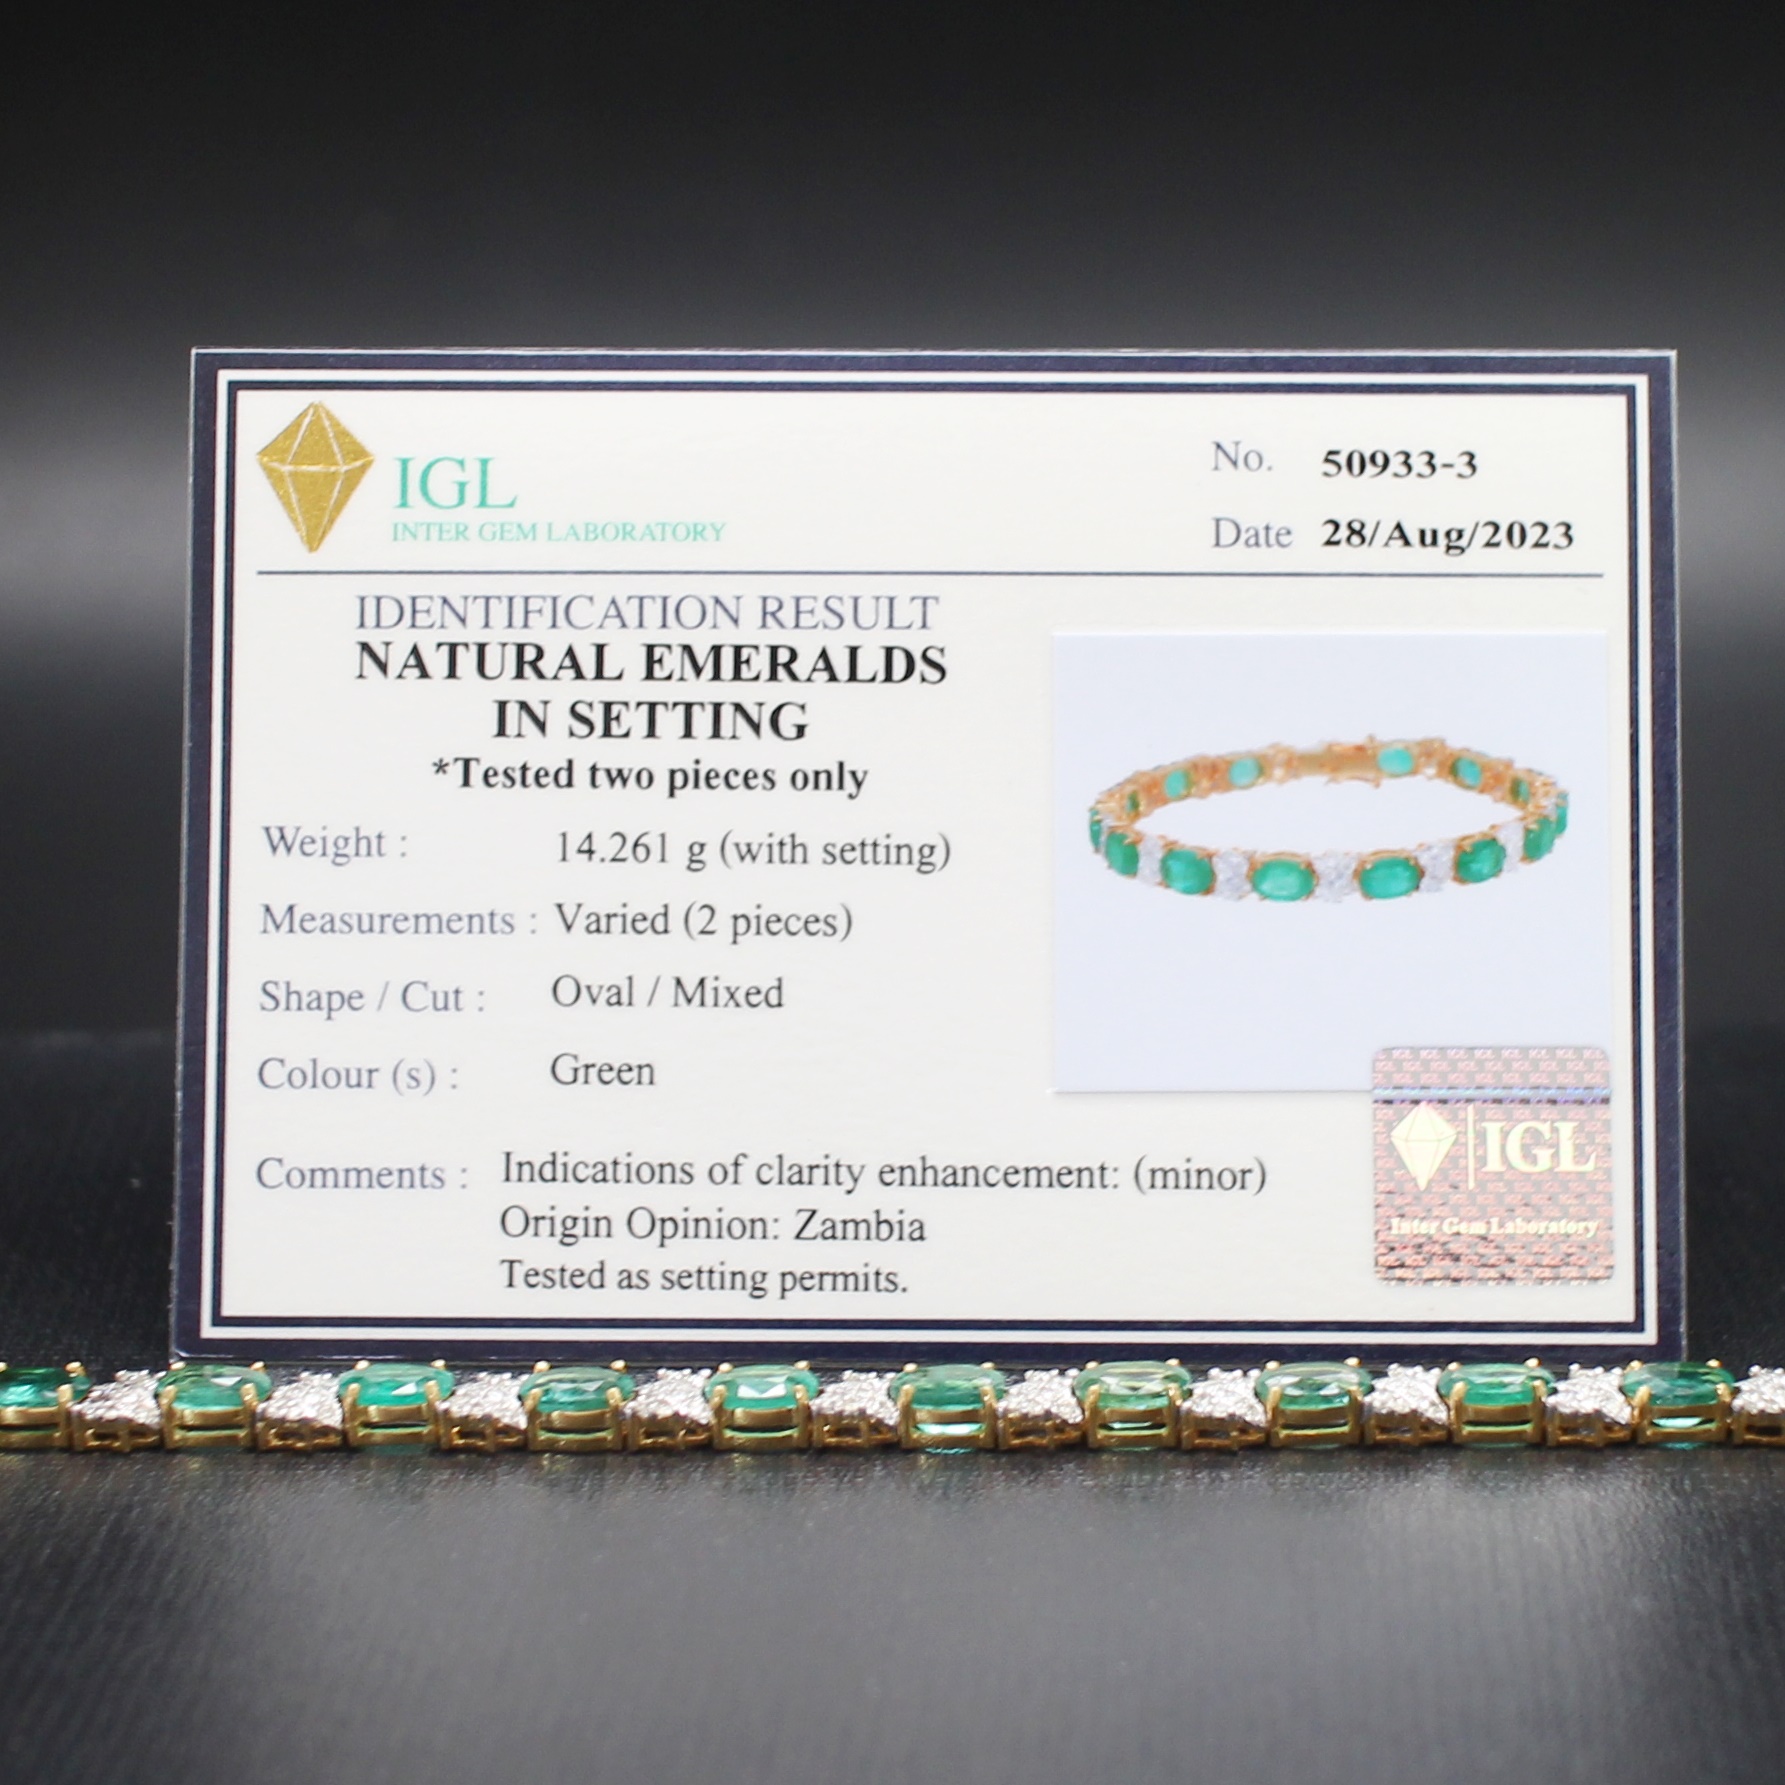 IGL
INTER GEM LABORATORY
No. 50933-3
Date 28/Aug/2023
IDENTIFICATION RESULT
NATURAL EMERALDS
IN SETTING
*Tested two pieces only
Weight : 14.261 g (with setting)
Measurements : Varied (2 pieces)
Shape / Cut : Oval / Mixed
Colour (s) : Green
Comments : Indications of clarity enhancement: (minor)
Origin Opinion: Zambia
Tested as setting permits.
IGL
Inter Gem Laboratory